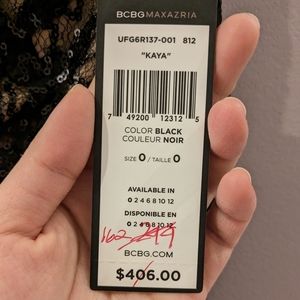 BCBGMAXAZRIA
UFG6R137-001 812
"KAYA"
7 49200 12312 5
COLOR BLACK
COULEUR NOIR
SIZE 0 / TAILLE 0
AVAILABLE IN
0 2 4 6 8 10 12
DISPONIBLE EN
0 2 4 6 8 10 12
162
BCBG.COM
$406.00